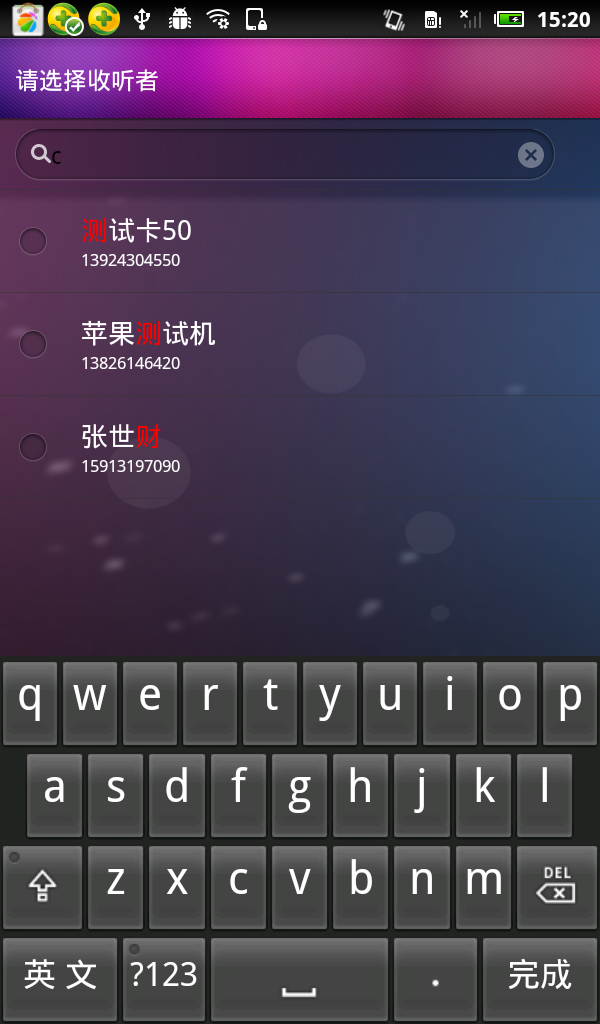 15:20
请选择收听者
c
测试卡50
13924304550
苹果测试机
13826146420
张世财
15913197090
q w e r t y u i o p
a s d f g h j k l
z x c v b n m DEL
英文 ?123 . 完成